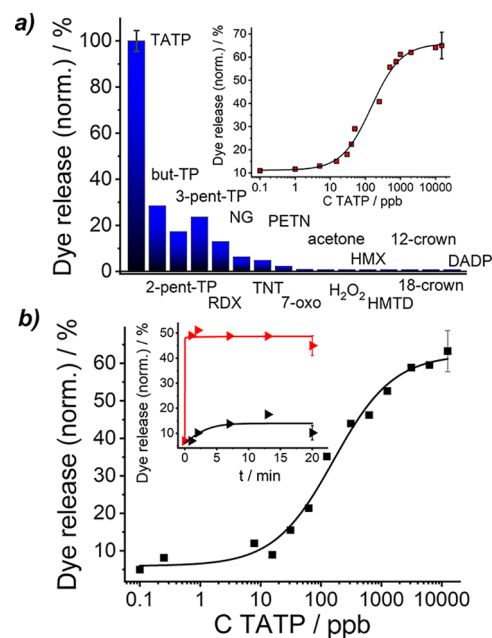 a)
Dye release (norm.) / %
100
80
60
40
20
0
TATP
but-TP
3-pent-TP
NG
PETN
acetone
12-crown
HMX
DADP
2-pent-TP
TNT
H₂O₂
18-crown
RDX
7-oxo
HMTD
Dye release (norm.) / %
70
60
50
40
30
20
10
0.1 1 10 100 1000 10000
C TATP / ppb
b)
Dye release (norm.) / %
70
60
50
40
30
20
10
0
Dye release (norm.) / %
50
40
30
20
10
0 5 10 15 20
t / min
0.1 1 10 100 1000 10000
C TATP / ppb